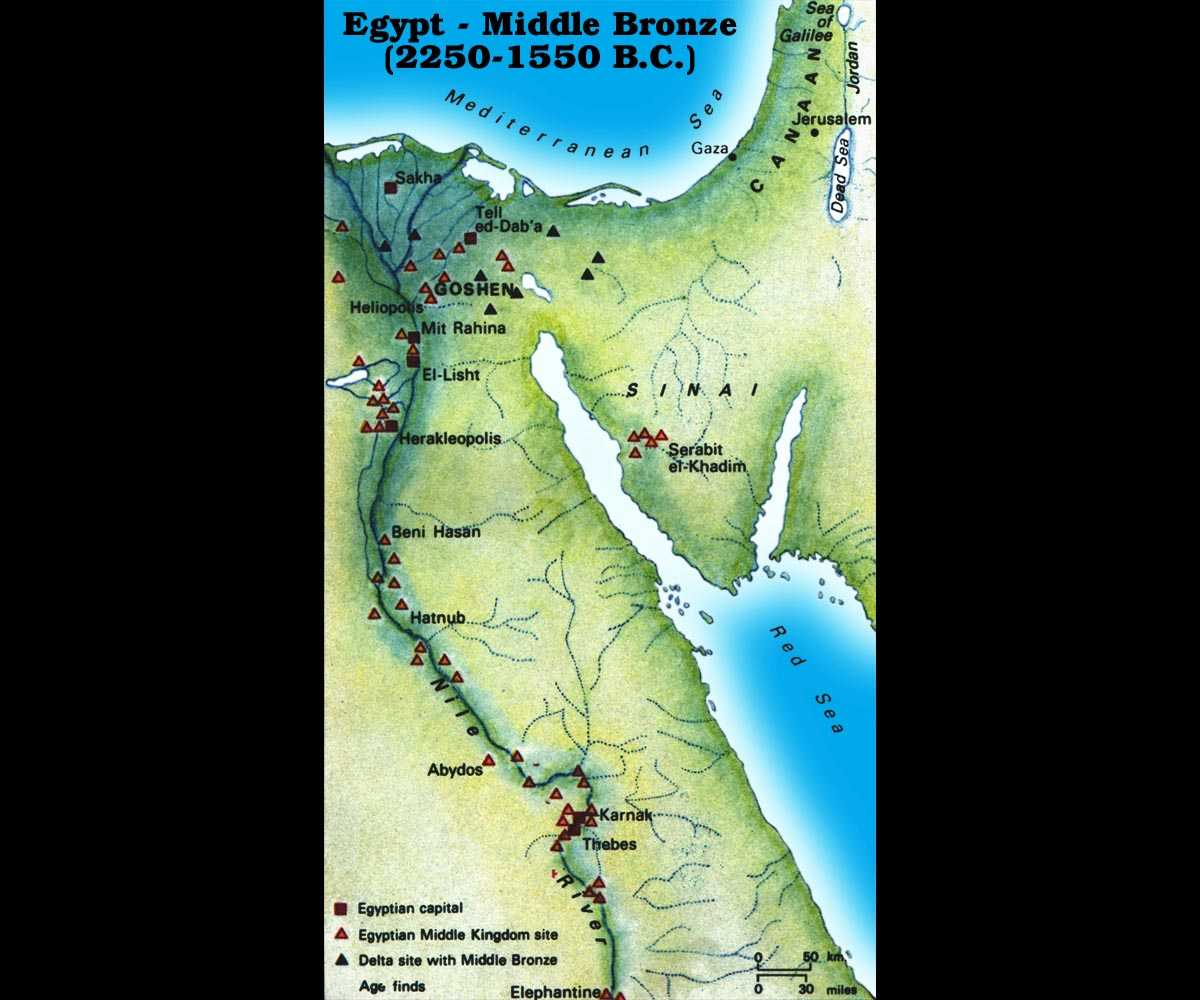 Egypt - Middle Bronze
(2250-1550 B.C.)
Sea
of
Galilee
Jordan
Mediterranean Sea
CANAAN
Jerusalem
Gaza
Dead Sea
Sakha
Tell
ed-Dab'a
GOSHEN
Heliopolis
Mit Rahina
El-Lisht
SINAI
Herakleopolis
Serabit
el-Khadim
Beni Hasan
Hatnub
Red Sea
Nile
Abydos
Karnak
Thebes
River
Egyptian capital
Egyptian Middle Kingdom site
Delta site with Middle Bronze
Age finds
0 50 km.
0 30 miles
Elephantine